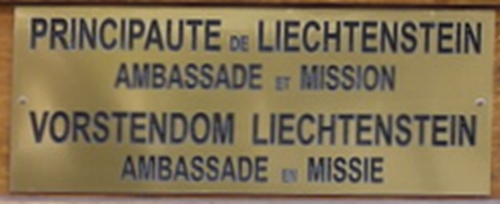 PRINCIPAUTE DE LIECHTENSTEIN
AMBASSADE ET MISSION
VORSTENDOM LIECHTENSTEIN
AMBASSADE EN MISSIE